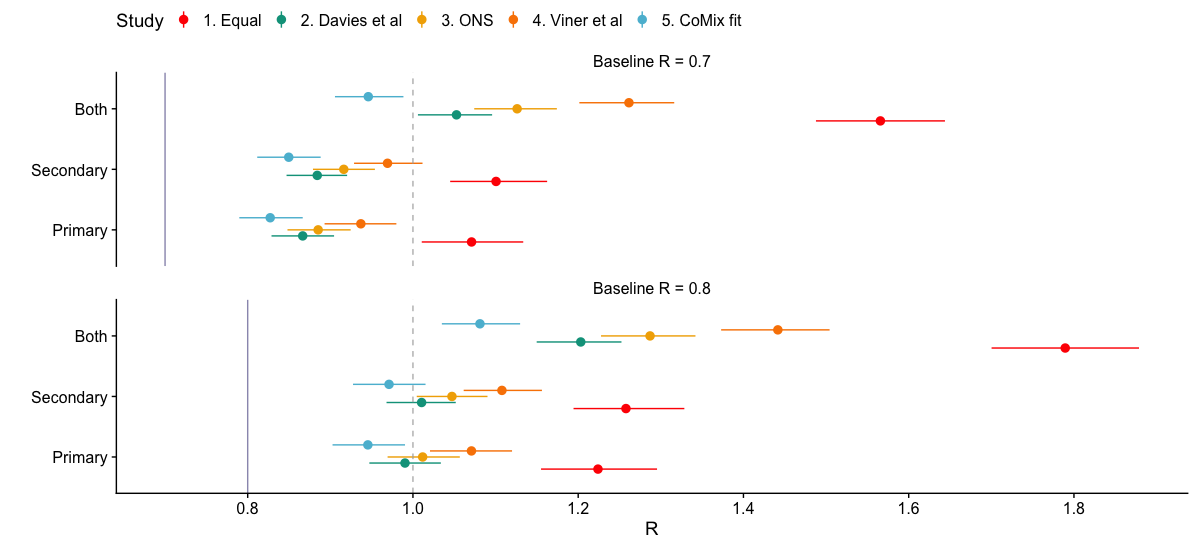 Study 1. Equal 2. Davies et al 3. ONS 4. Viner et al 5. CoMix fit
Baseline R = 0.7
Both
Secondary
Primary
Baseline R = 0.8
Both
Secondary
Primary
0.8 1.0 1.2 1.4 1.6 1.8
R